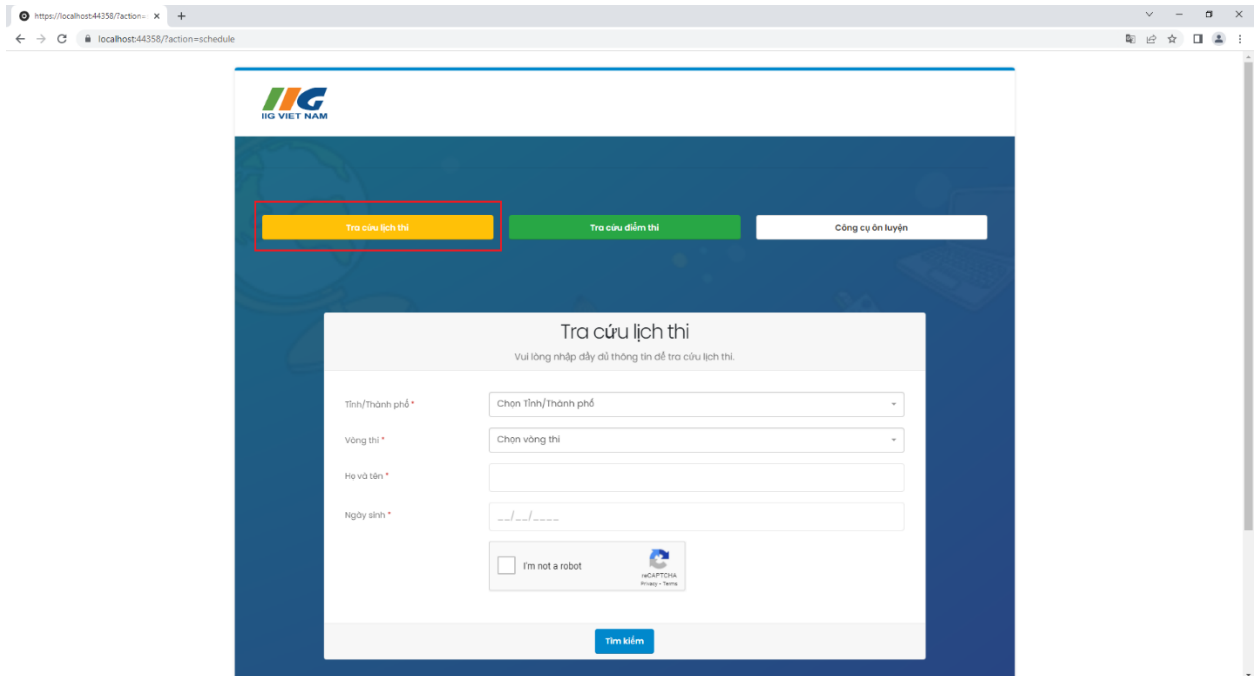 https://localhost:44358/?action=
localhost:44358/?action=schedule
IIG
IIG VIET NAM
Tra cứu lịch thi
Tra cứu điểm thi
Công cụ ôn luyện
Tra cứu lịch thi
Vui lòng nhập đầy đủ thông tin để tra cứu lịch thi.
Tỉnh/Thành phố *
Chọn Tỉnh/Thành phố
Vòng thi *
Chọn vòng thi
Họ và tên *
Ngày sinh *
__/__/____
I'm not a robot
reCAPTCHA
Privacy - Terms
Tìm kiếm